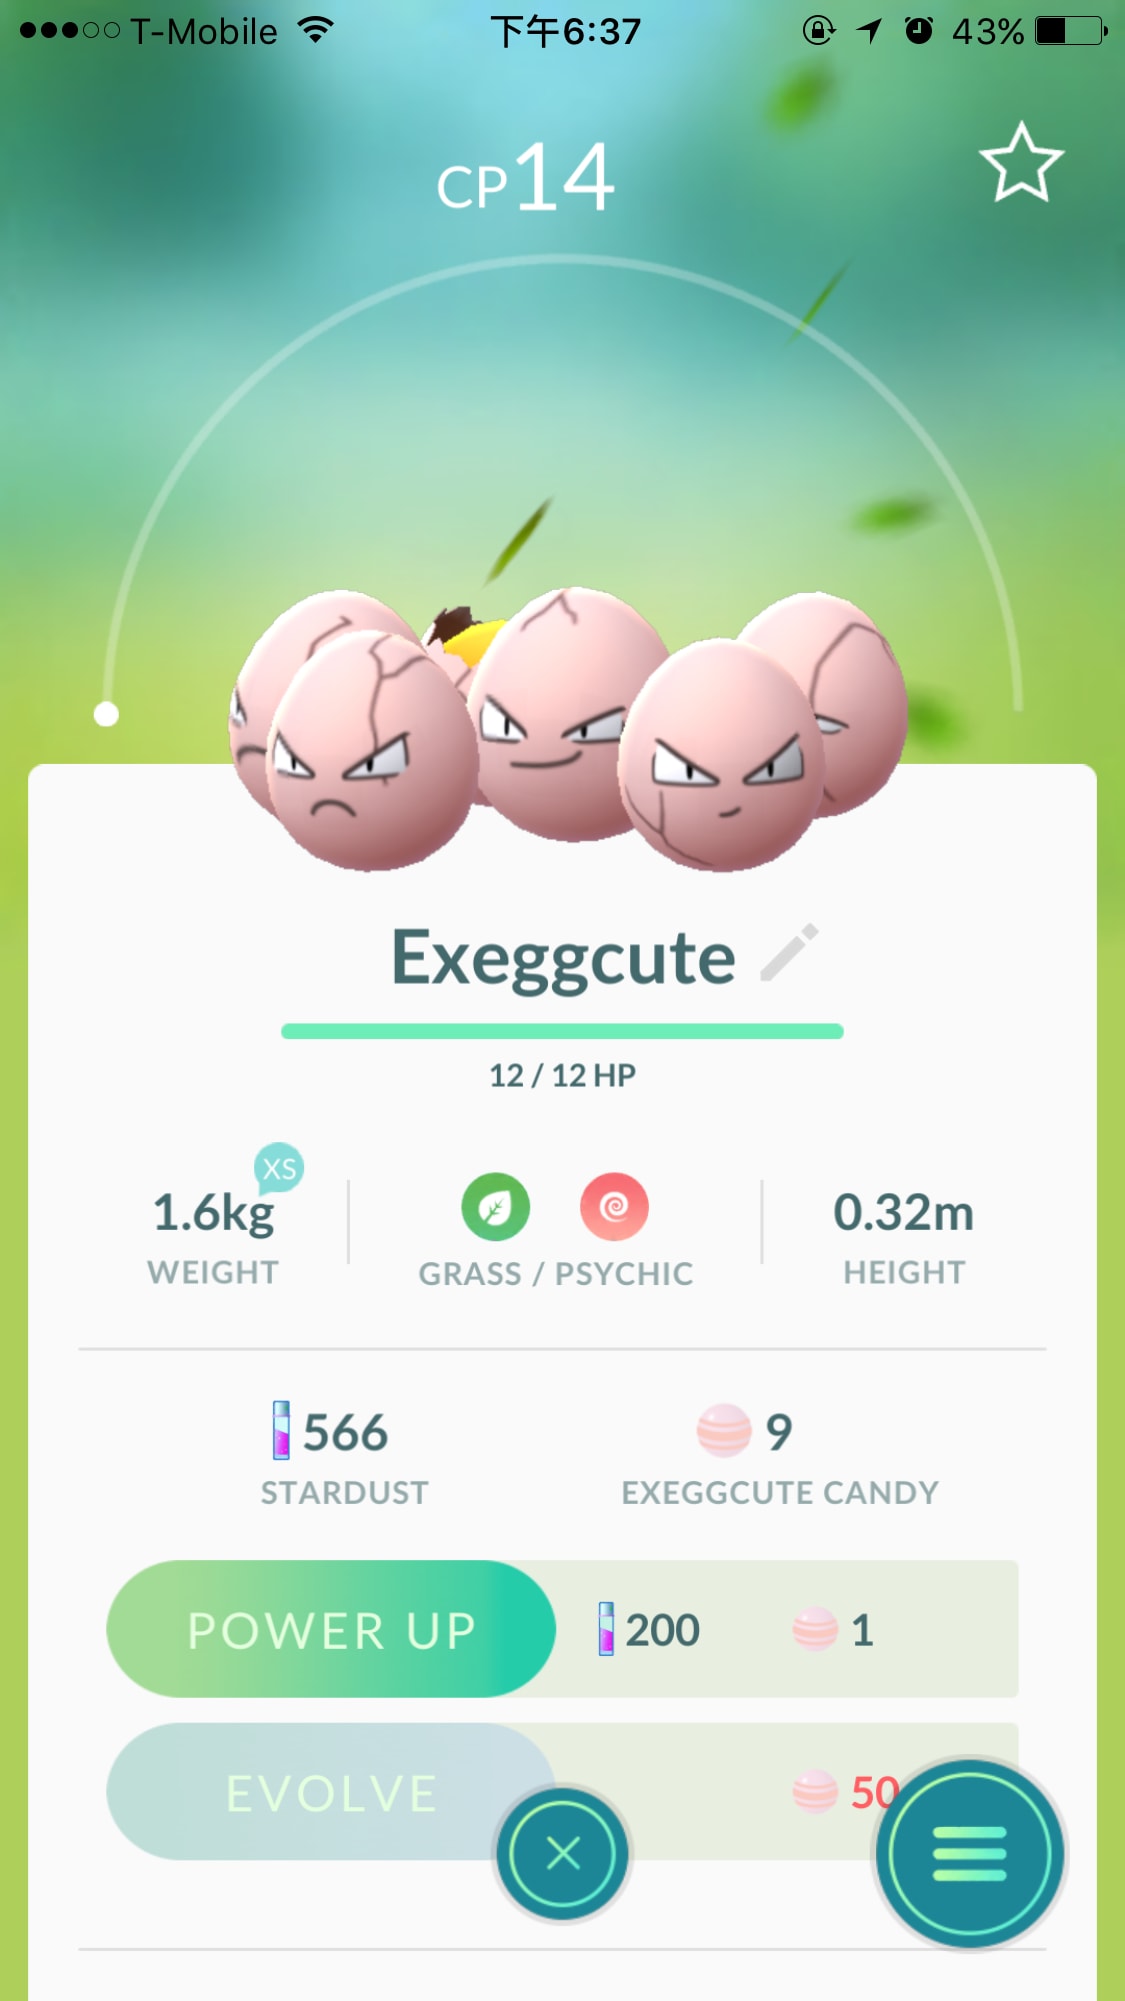 T-Mobile 下午6:37 43%
CP14
Exeggcute
12 / 12 HP
XS
1.6kg 0.32m
WEIGHT GRASS / PSYCHIC HEIGHT
566 9
STARDUST EXEGGCUTE CANDY
POWER UP 200 1
EVOLVE 50